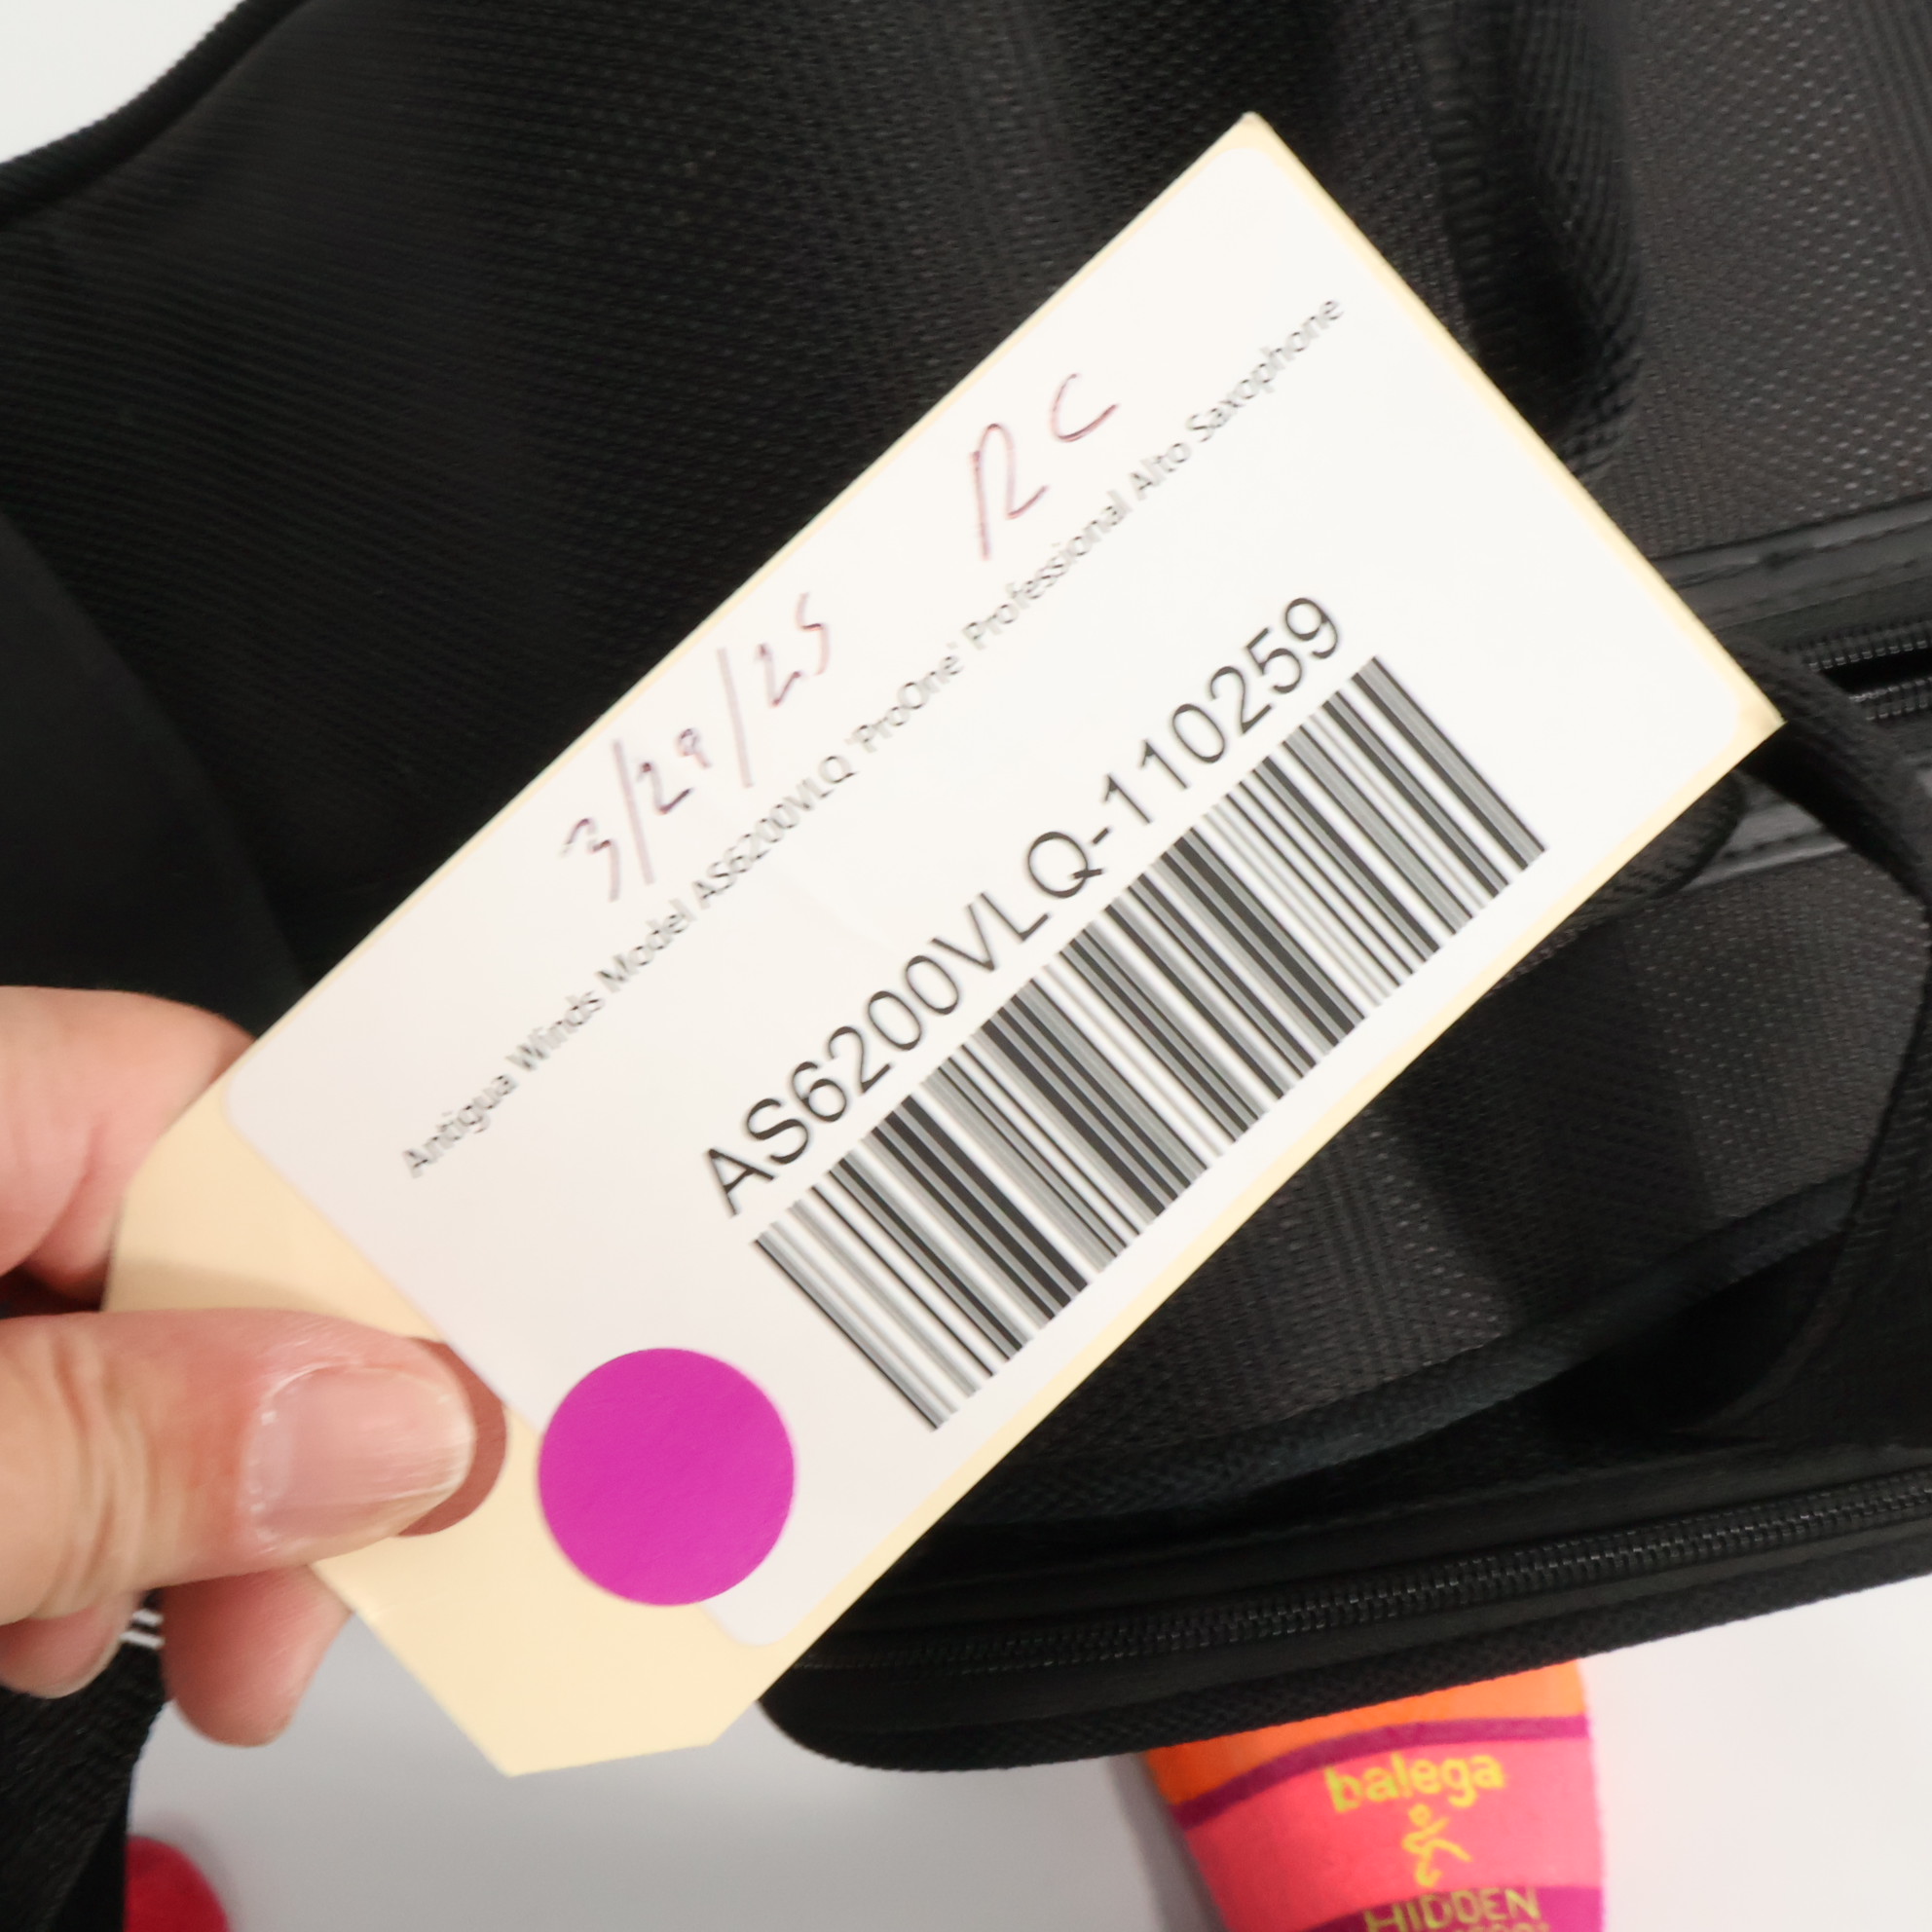 3/29/25 RC
Antigua Winds Model AS6200VLQ 'ProOne' Professional Alto Saxophone
AS6200VLQ-110259
balega
HIDDEN